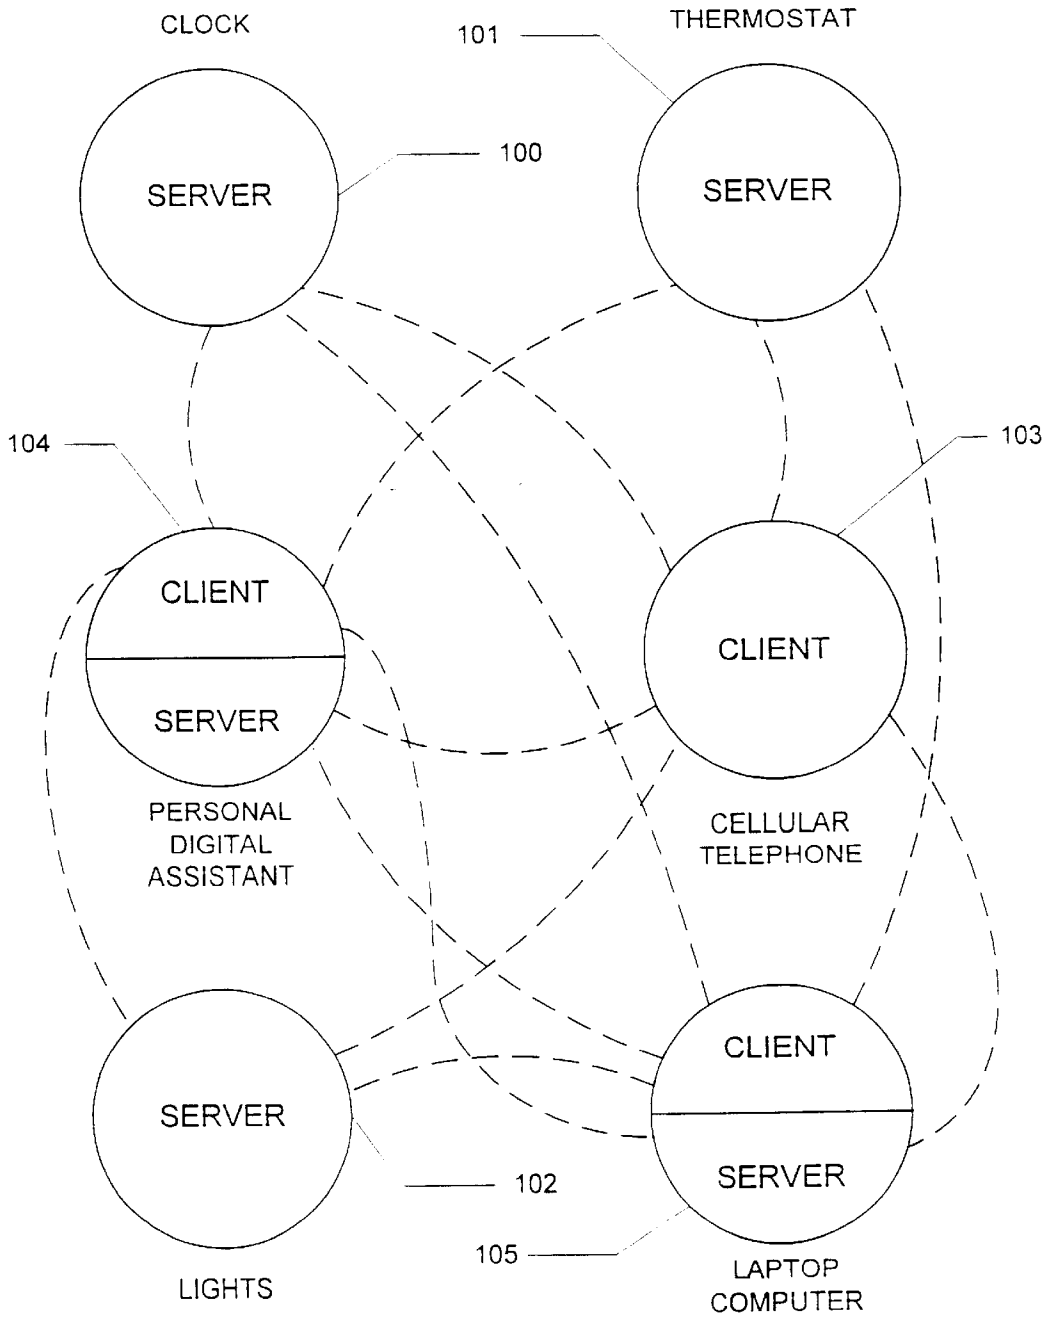 CLOCK
THERMOSTAT
101
100
SERVER
SERVER
104
103
CLIENT
SERVER
CLIENT
PERSONAL
DIGITAL
ASSISTANT
CELLULAR
TELEPHONE
SERVER
CLIENT
SERVER
102
105
LIGHTS
LAPTOP
COMPUTER